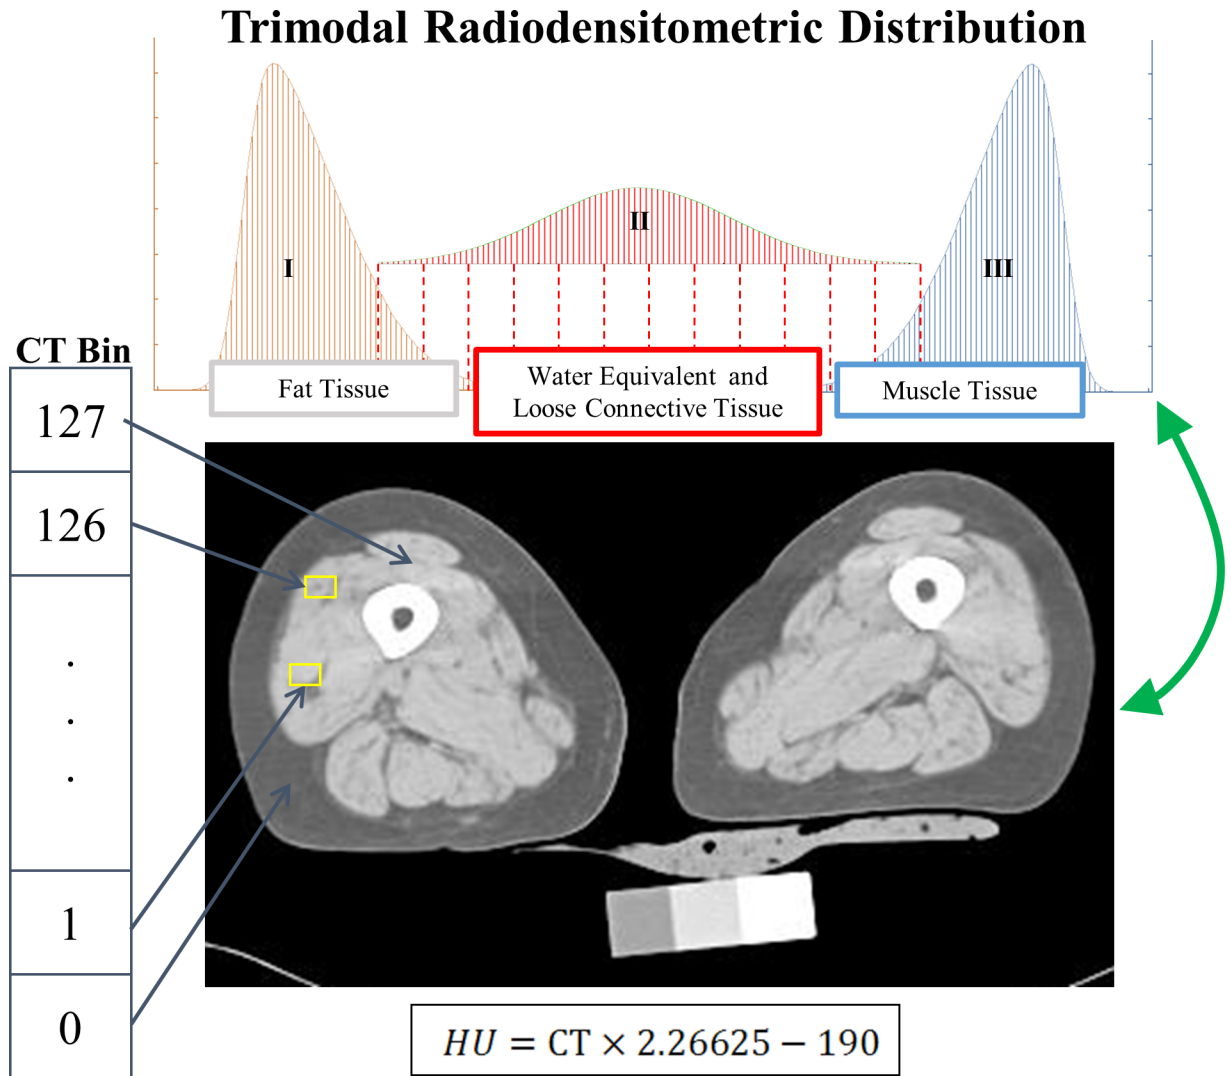 Trimodal Radiodensitometric Distribution
I
II
III
Fat Tissue
Water Equivalent and
Loose Connective Tissue
Muscle Tissue
CT Bin
127
126
.
.
.
1
0
HU = CT × 2.26625 − 190